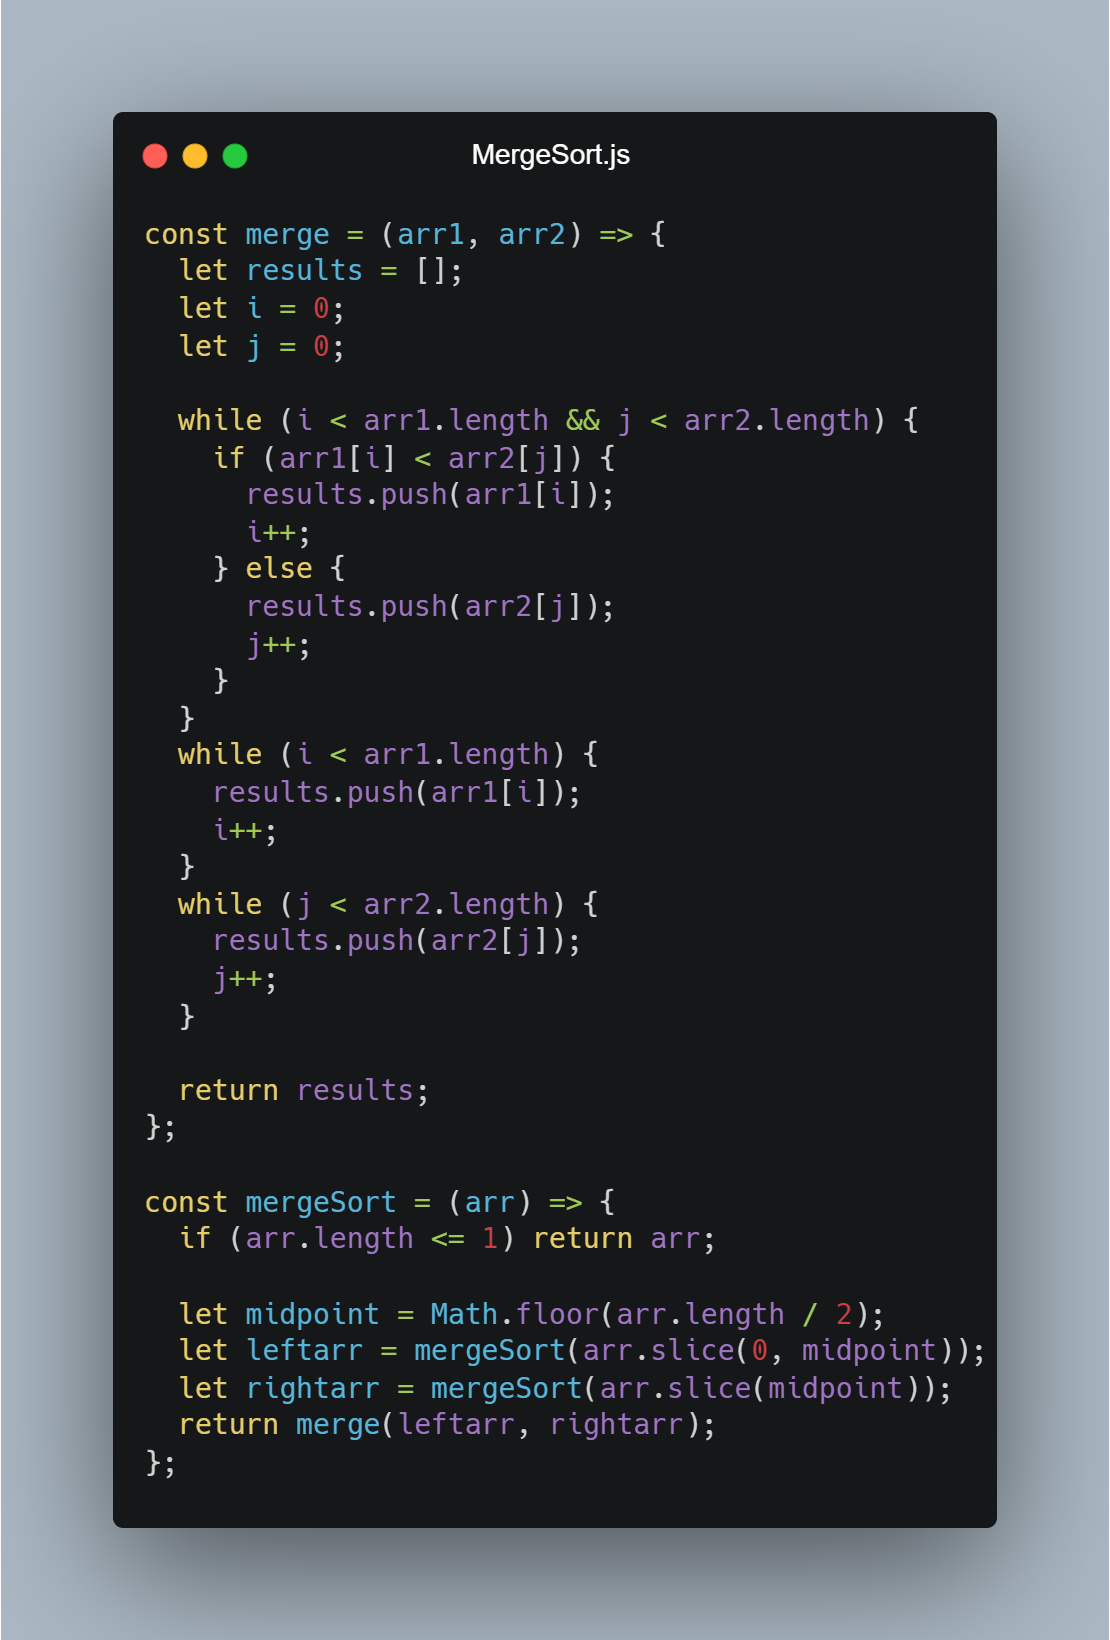 MergeSort.js
const merge = (arr1, arr2) => {
  let results = [];
  let i = 0;
  let j = 0;

  while (i < arr1.length && j < arr2.length) {
    if (arr1[i] < arr2[j]) {
      results.push(arr1[i]);
      i++;
    } else {
      results.push(arr2[j]);
      j++;
    }
  }
  while (i < arr1.length) {
    results.push(arr1[i]);
    i++;
  }
  while (j < arr2.length) {
    results.push(arr2[j]);
    j++;
  }

  return results;
};

const mergeSort = (arr) => {
  if (arr.length <= 1) return arr;

  let midpoint = Math.floor(arr.length / 2);
  let leftarr = mergeSort(arr.slice(0, midpoint));
  let rightarr = mergeSort(arr.slice(midpoint));
  return merge(leftarr, rightarr);
};